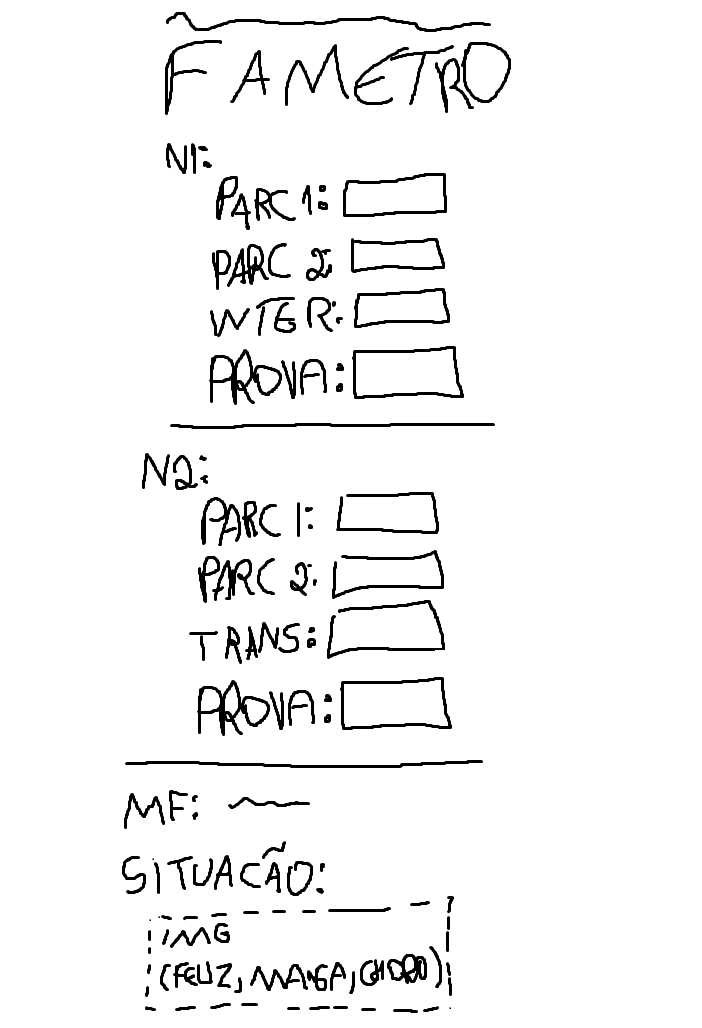 FAMETRO
N1:
PARC 1:
PARC 2:
INTER:
PROVA:
N2:
PARC 1:
PARC 2:
TRANS:
PROVA:
MF:
SITUACÃO:
IMG
(FELIZ, MANGA, CHORO)